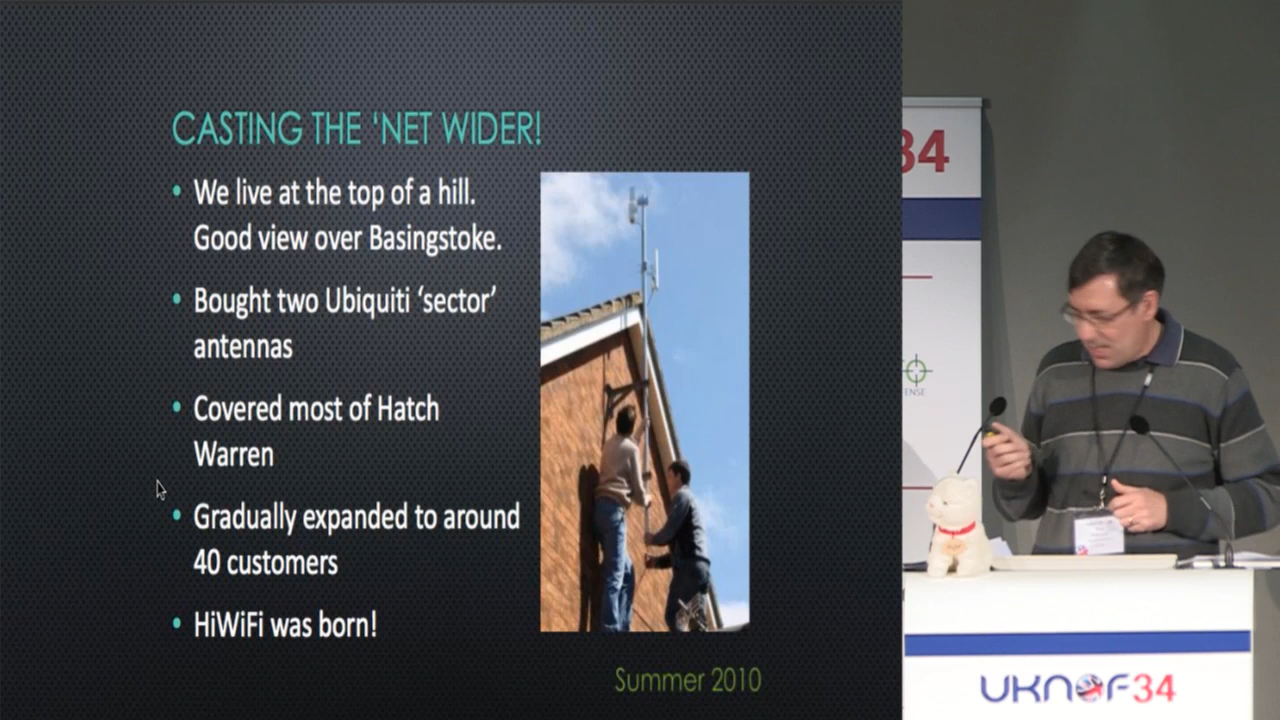 CASTING THE ‘NET WIDER!
• We live at the top of a hill.
Good view over Basingstoke.
• Bought two Ubiquiti ‘sector’
antennas
• Covered most of Hatch
Warren
• Gradually expanded to around
40 customers
• HiWiFi was born!
Summer 2010
34
UKNOF34